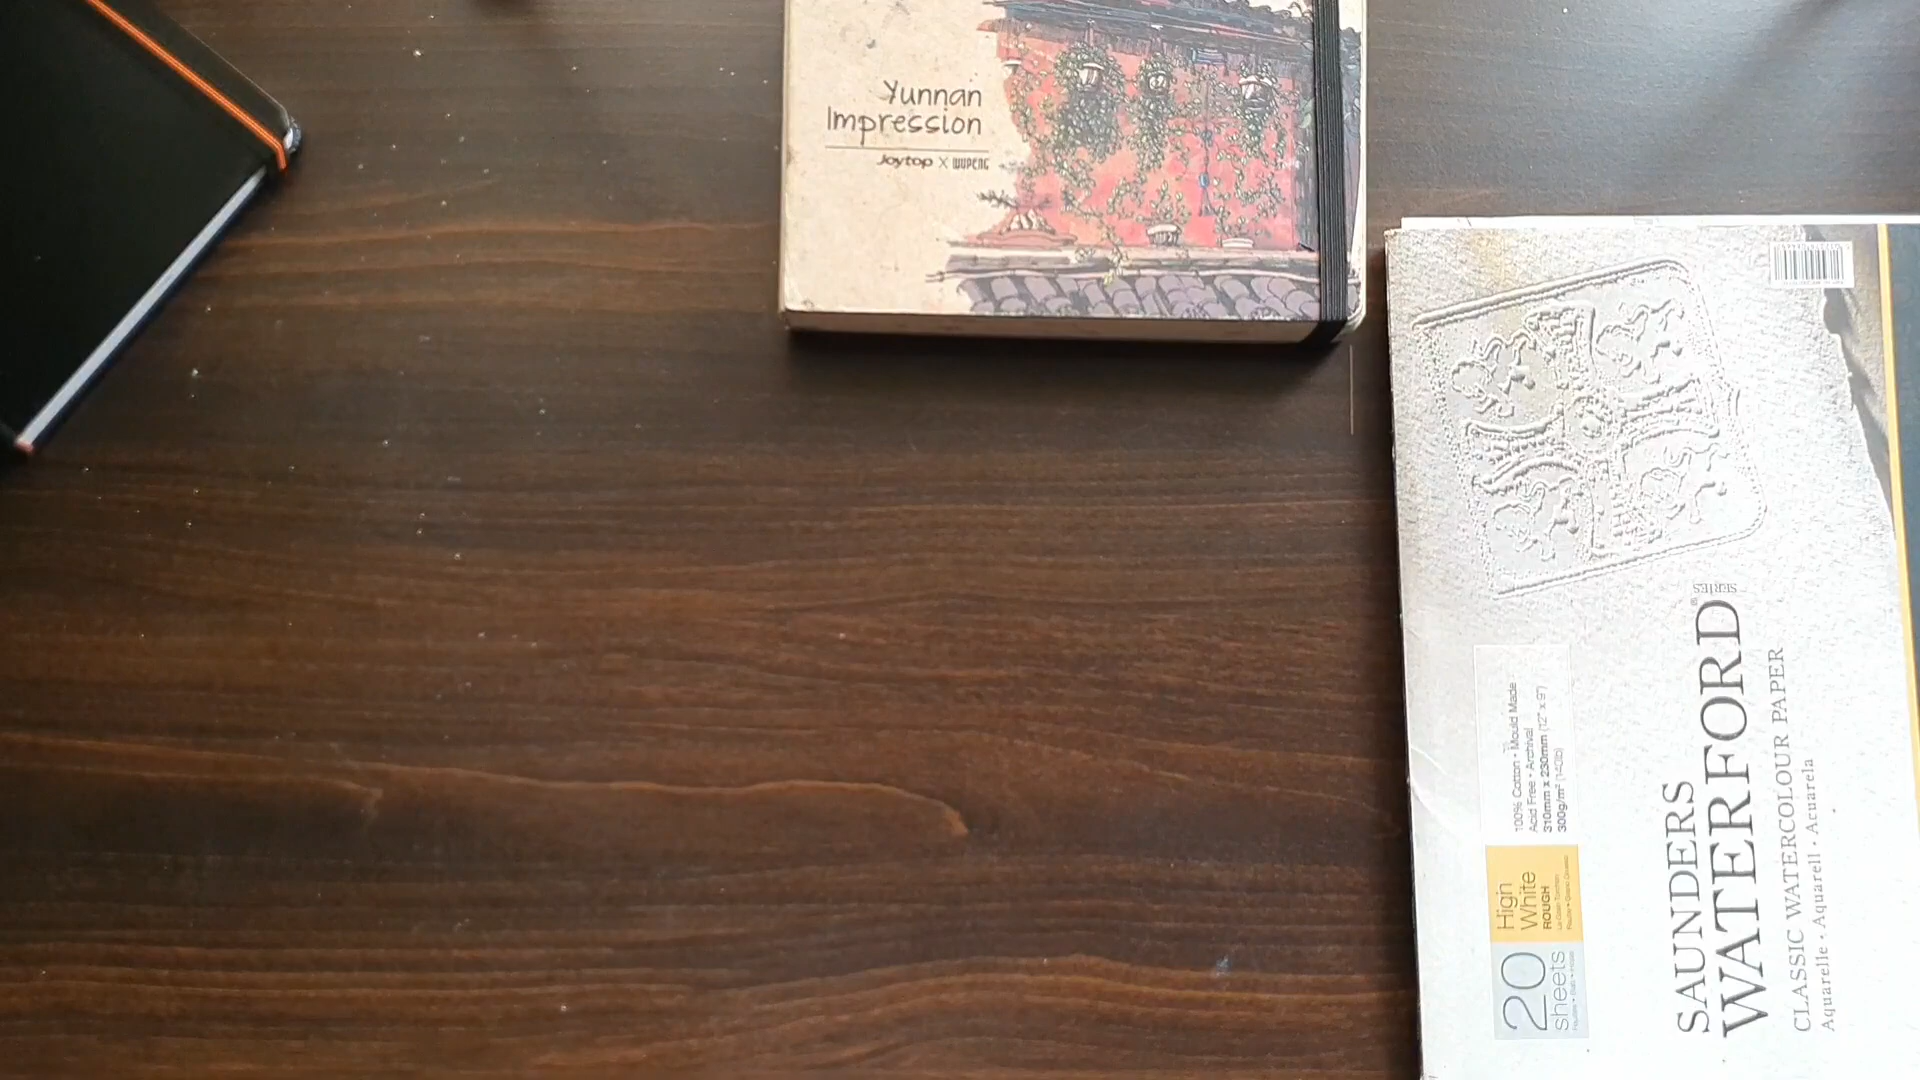 Yunnan
Impression
Joytop X WUPENG
SERIES
SAUNDERS
WATERFORD
CLASSIC WATERCOLOUR PAPER
Aquarelle • Aquarell • Acuarela
100% Cotton • Mould Made
Acid Free • Archival
310mm x 230mm (12" x 9")
300g/m² (140lb)
High
White
ROUGH
20
sheets